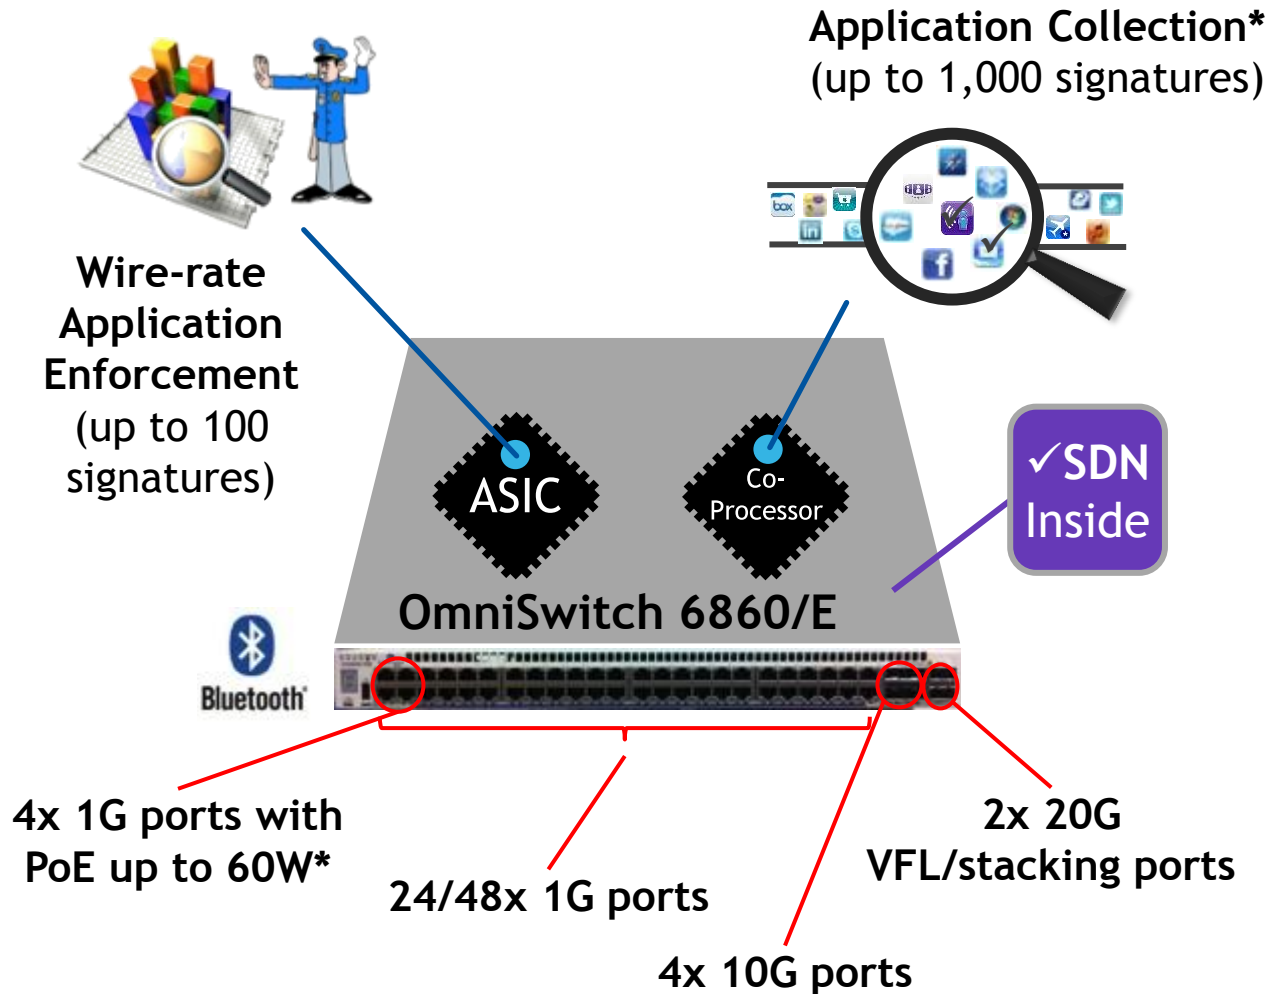 Application Collection*
(up to 1,000 signatures)
box
in
f
Wire-rate
Application
Enforcement
(up to 100
signatures)
ASIC
Co-
Processor
✓SDN
Inside
OmniSwitch 6860/E
Bluetooth®
4x 1G ports with
PoE up to 60W*
24/48x 1G ports
2x 20G
VFL/stacking ports
4x 10G ports